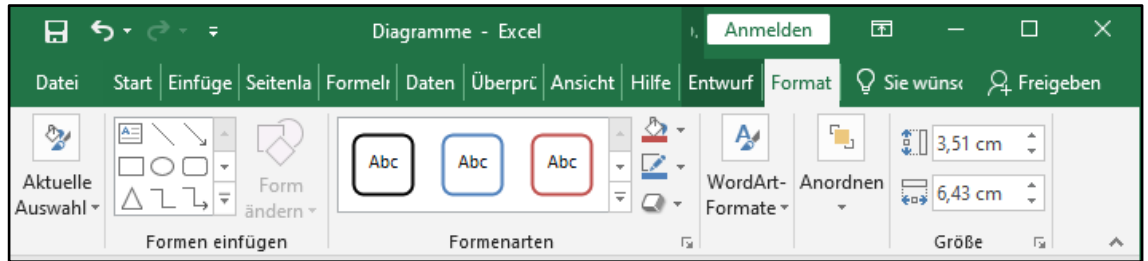 Diagramme - Excel
Anmelden
Datei Start Einfüge Seitenla Formelr Daten Überprü Ansicht Hilfe Entwurf Format Sie wünsc Freigeben
Aktuelle
Auswahl
Form
ändern
Formen einfügen
Abc Abc Abc
Formenarten
WordArt-
Formate
Anordnen
3,51 cm
6,43 cm
Größe